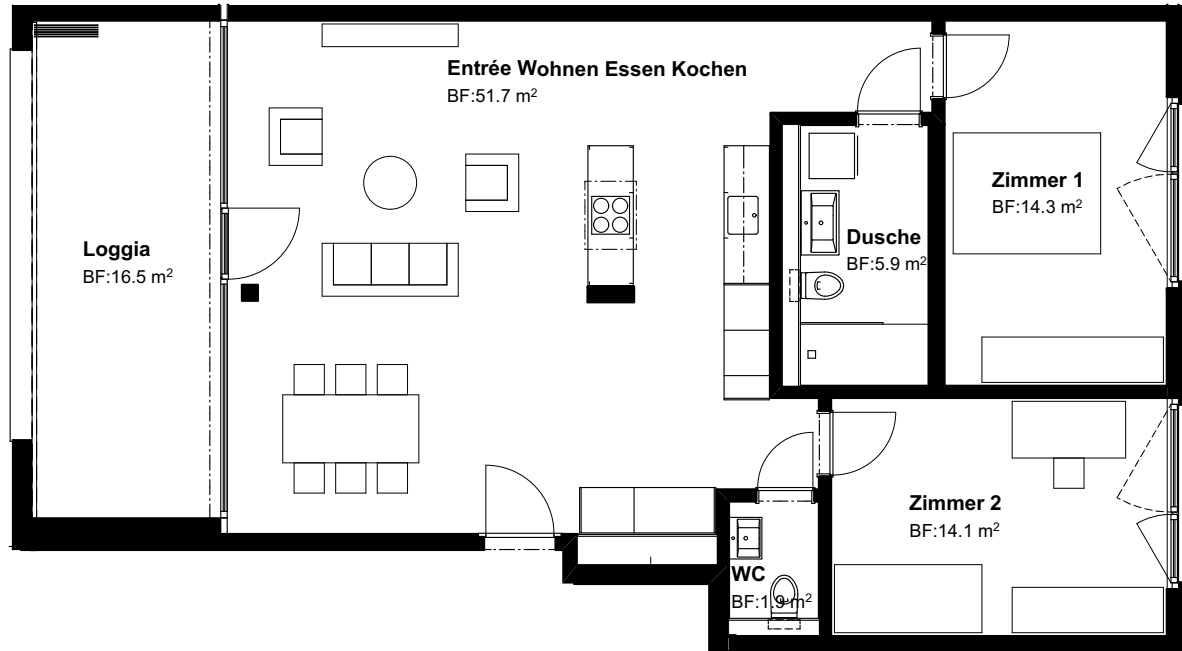 Entrée Wohnen Essen Kochen
BF:51.7 m²
Loggia
BF:16.5 m²
Zimmer 1
BF:14.3 m²
Dusche
BF:5.9 m²
Zimmer 2
BF:14.1 m²
WC
BF:1.9 m²